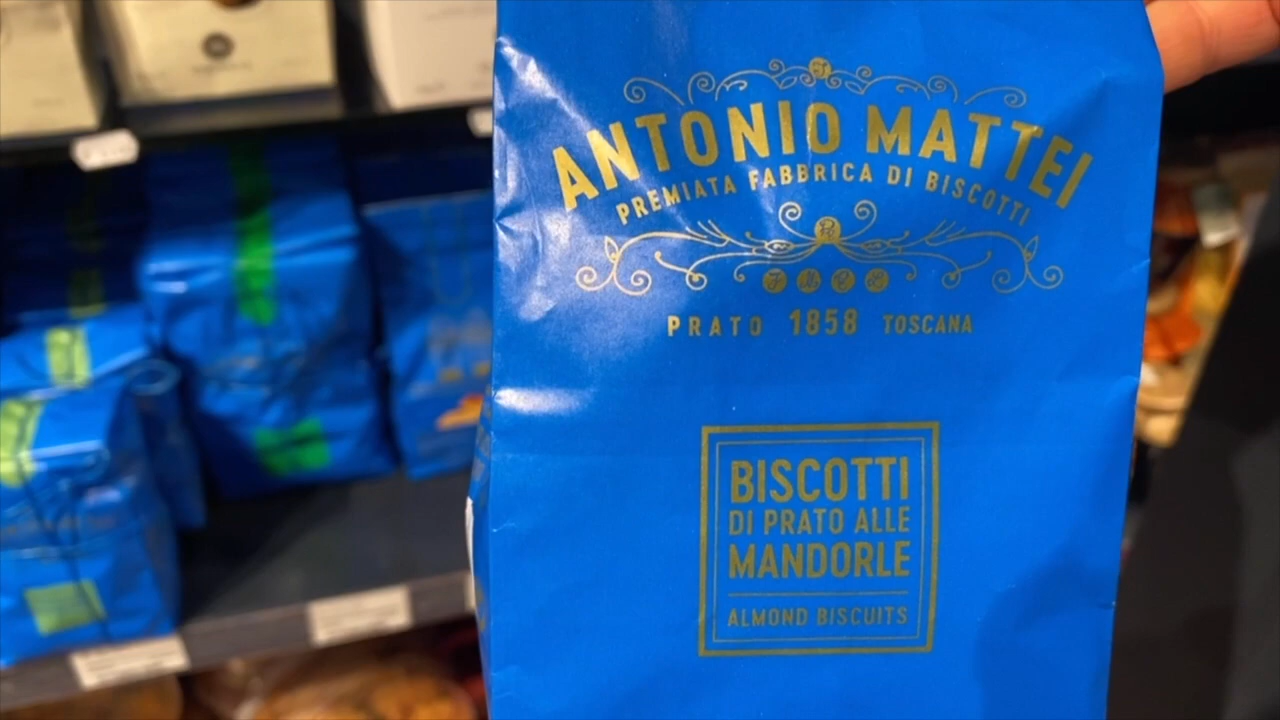 ANTONIO MATTEI
PREMIATA FABBRICA DI BISCOTTI
PRATO 1858 TOSCANA
BISCOTTI
DI PRATO ALLE
MANDORLE
ALMOND BISCUITS